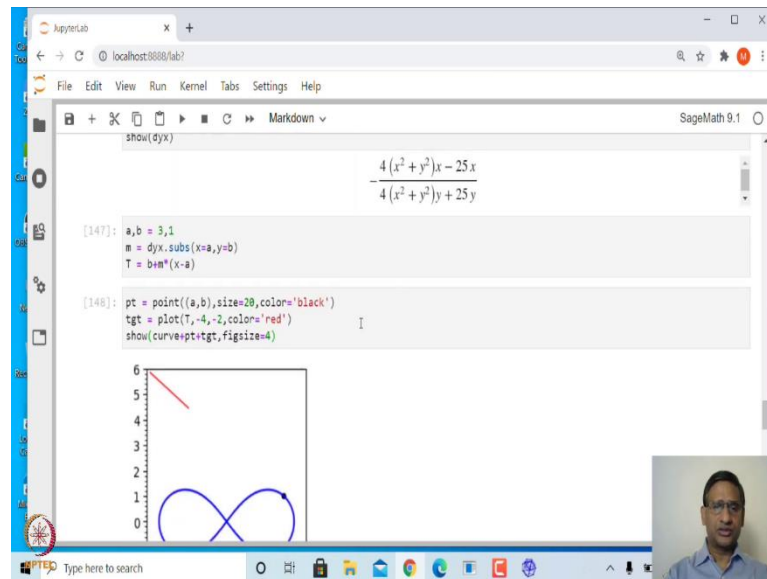 JupyterLab
localhost:8888/lab?
M
File Edit View Run Kernel Tabs Settings Help
Markdown
SageMath 9.1
show(dyx)
− 4 (x² + y²)x − 25 x / 4 (x² + y²)y + 25 y
[147]: a,b = 3,1
m = dyx.subs(x=a,y=b)
T = b+m*(x-a)
[148]: pt = point((a,b),size=20,color='black')
tgt = plot(T,-4,-2,color='red')
show(curve+pt+tgt,figsize=4)
6
5
4
3
2
1
0
NPTEL
Type here to search